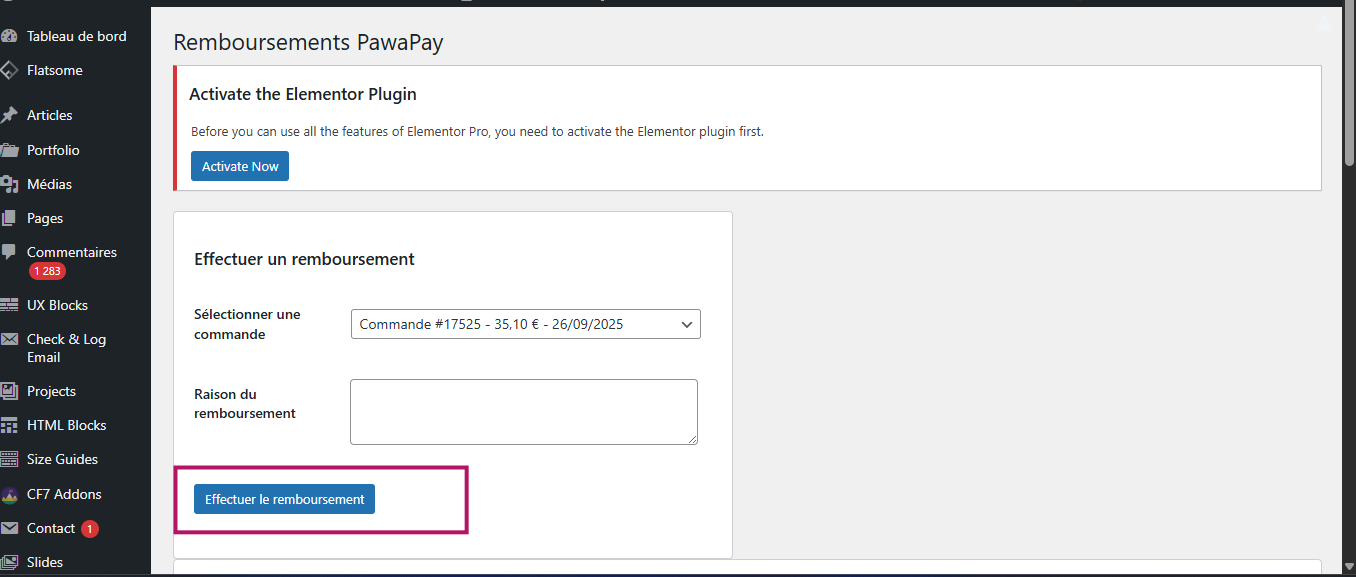 Tableau de bord
Flatsome
Articles
Portfolio
Médias
Pages
Commentaires
1 283
UX Blocks
Check & Log
Email
Projects
HTML Blocks
Size Guides
CF7 Addons
Contact 1
Slides
Remboursements PawaPay
Activate the Elementor Plugin
Before you can use all the features of Elementor Pro, you need to activate the Elementor plugin first.
Activate Now
Effectuer un remboursement
Sélectionner une
commande
Commande #17525 - 35,10 € - 26/09/2025
Raison du
remboursement
Effectuer le remboursement